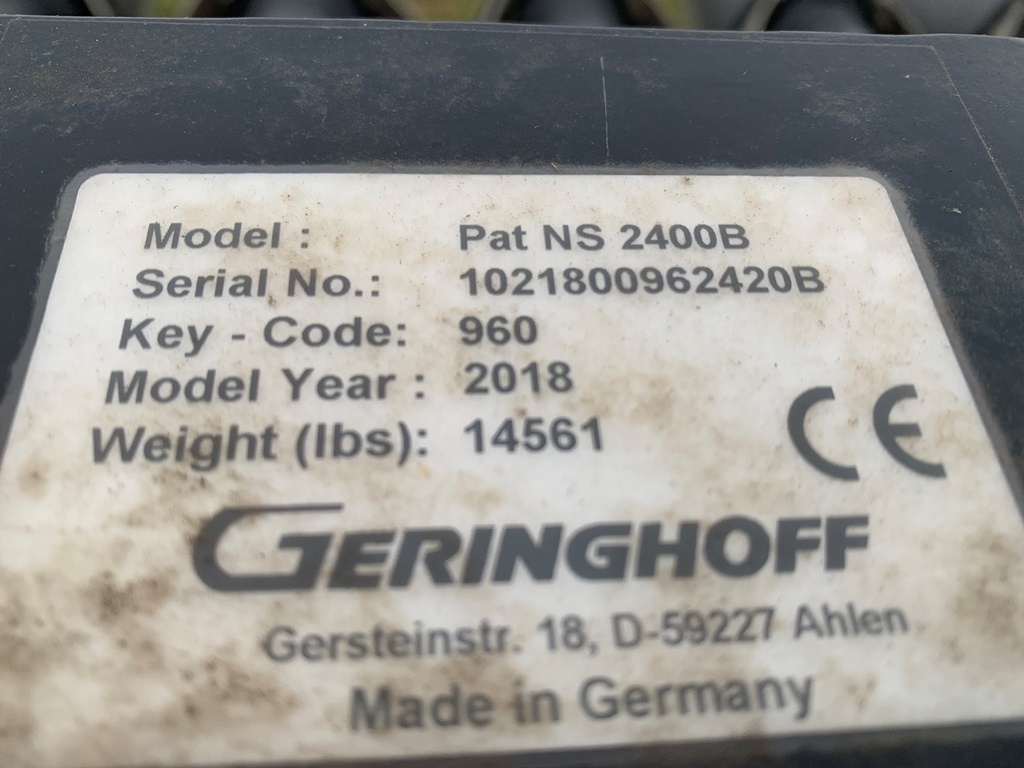 Model : Pat NS 2400B
Serial No.: 1021800962420B
Key - Code: 960
Model Year : 2018
Weight (lbs): 14561
CE
GERINGHOFF
Gersteinstr. 18, D-59227 Ahlen
Made in Germany